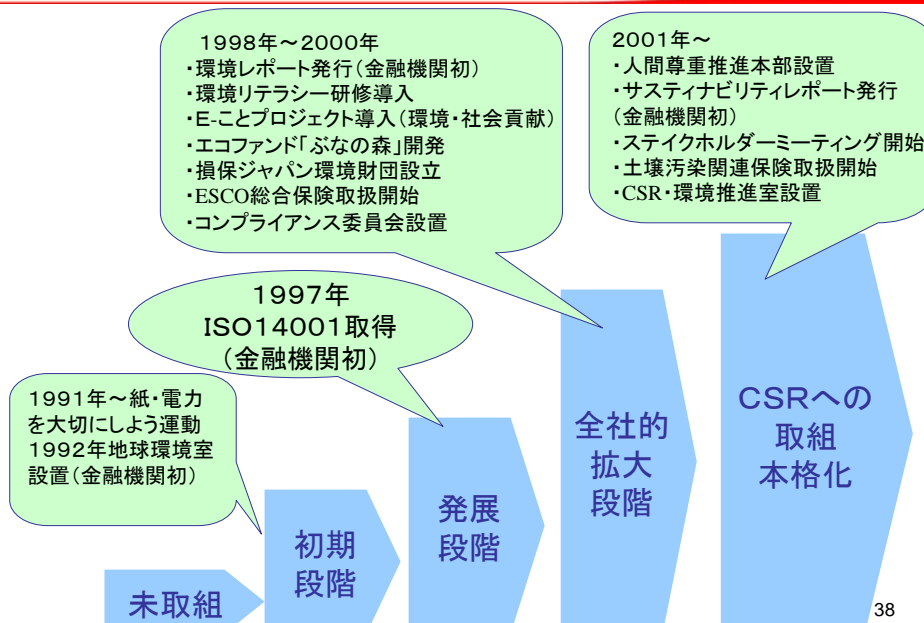 1998年~2000年
・環境レポート発行(金融機関初)
・環境リテラシー研修導入
・E-ことプロジェクト導入(環境・社会貢献)
・エコファンド「ぶなの森」開発
・損保ジャパン環境財団設立
・ESCO総合保険取扱開始
・コンプライアンス委員会設置
2001年~
・人間尊重推進本部設置
・サスティナビリティレポート発行
(金融機関初)
・ステイクホルダーミーティング開始
・土壌汚染関連保険取扱開始
・CSR・環境推進室設置
1997年
ISO14001取得
(金融機関初)
1991年~紙・電力
を大切にしよう運動
1992年地球環境室
設置(金融機関初)
未取組
初期
段階
発展
段階
全社的
拡大
段階
CSRへの
取組
本格化
38